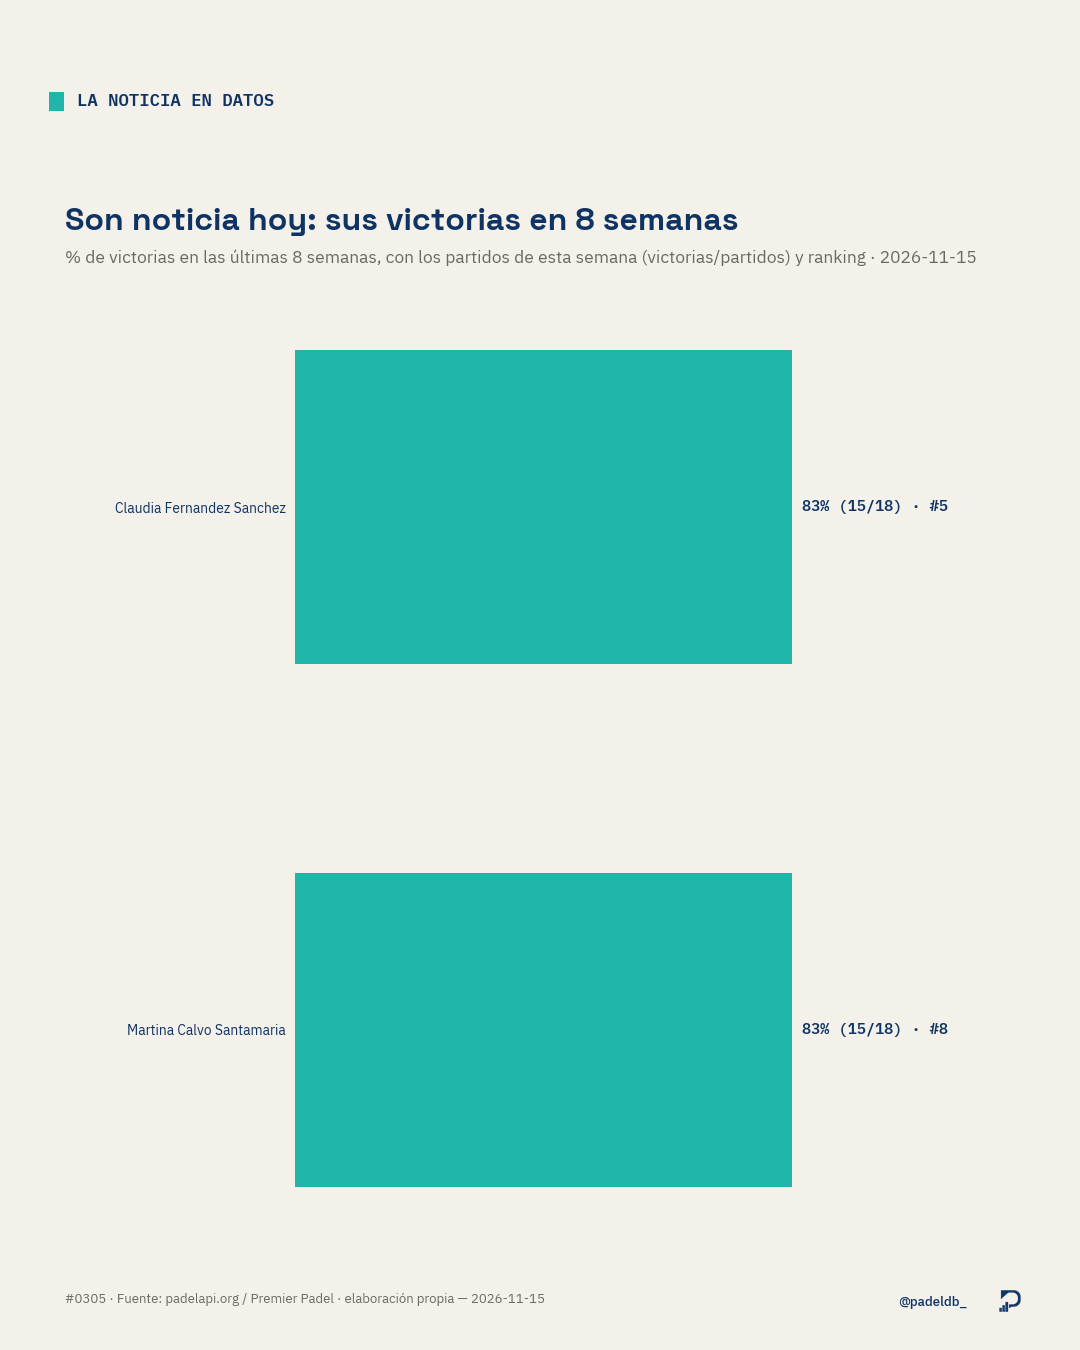 LA NOTICIA EN DATOS
Son noticia hoy: sus victorias en 8 semanas
% de victorias en las últimas 8 semanas, con los partidos de esta semana (victorias/partidos) y ranking · 2026-11-15
Claudia Fernandez Sanchez
83% (15/18) · #5
Martina Calvo Santamaria
83% (15/18) · #8
#0305 · Fuente: padelapi.org / Premier Padel · elaboración propia — 2026-11-15
@padeldb_